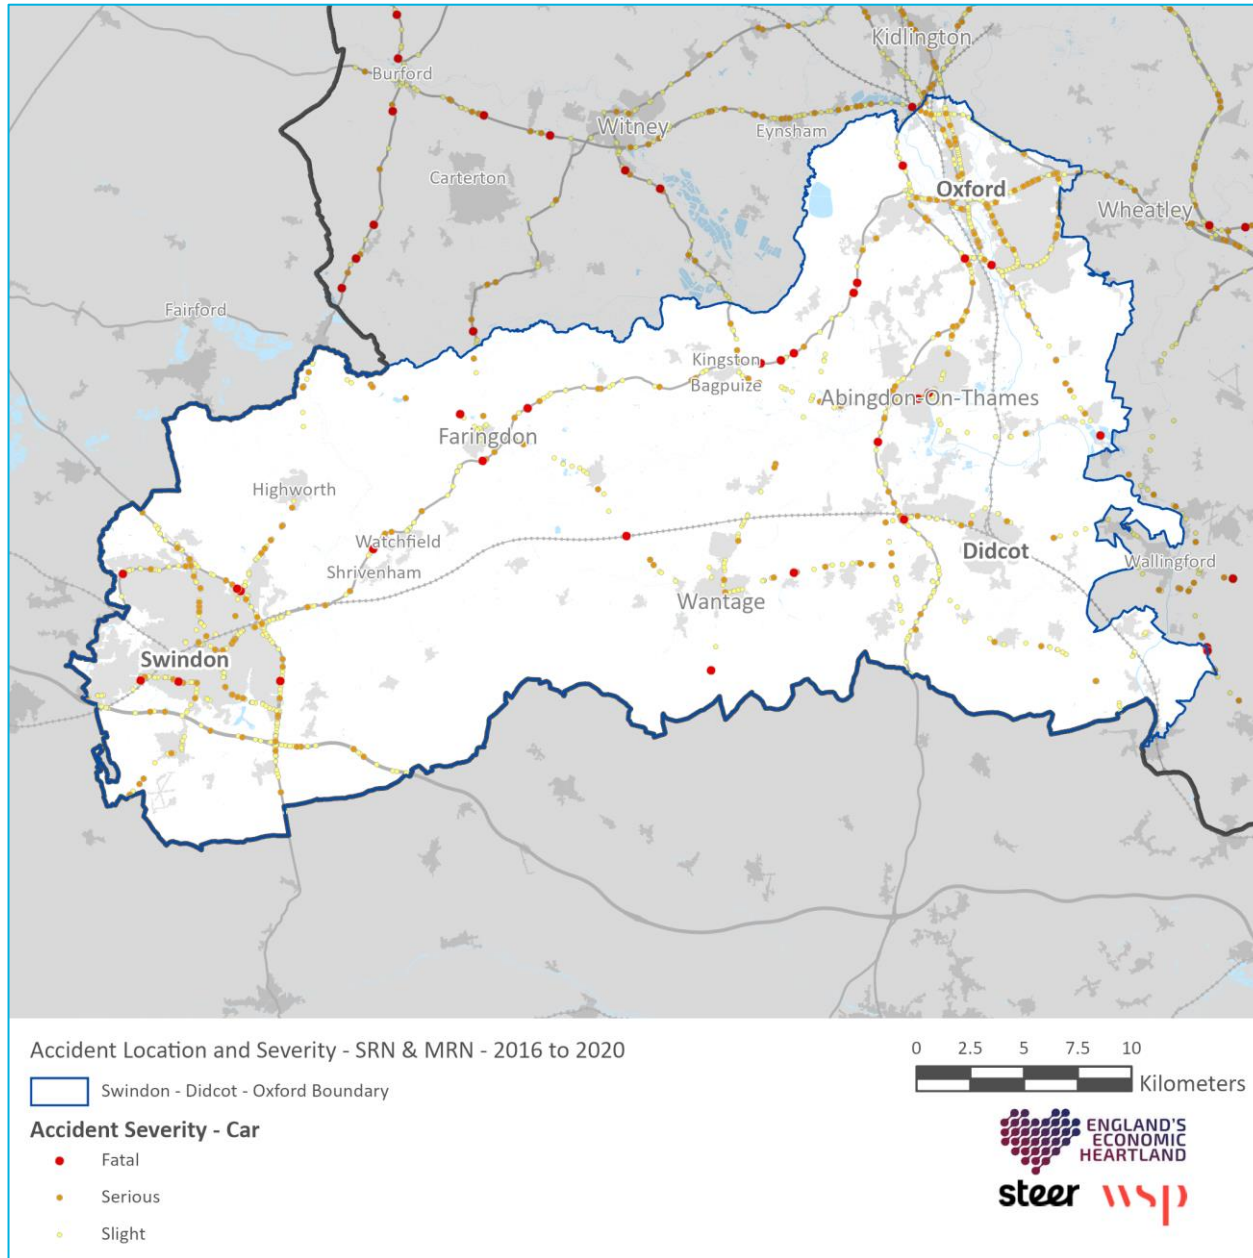 Kidlington
Burford
Witney
Eynsham
Carterton
Oxford
Wheatley
Fairford
Kingston
Bagpuize
Abingdon-On-Thames
Faringdon
Highworth
Watchfield
Shrivenham
Didcot
Wallingford
Wantage
Swindon
Accident Location and Severity - SRN & MRN - 2016 to 2020
Swindon - Didcot - Oxford Boundary
Accident Severity - Car
Fatal
Serious
Slight
0 2.5 5 7.5 10
Kilometers
ENGLAND'S
ECONOMIC
HEARTLAND
steer wsp